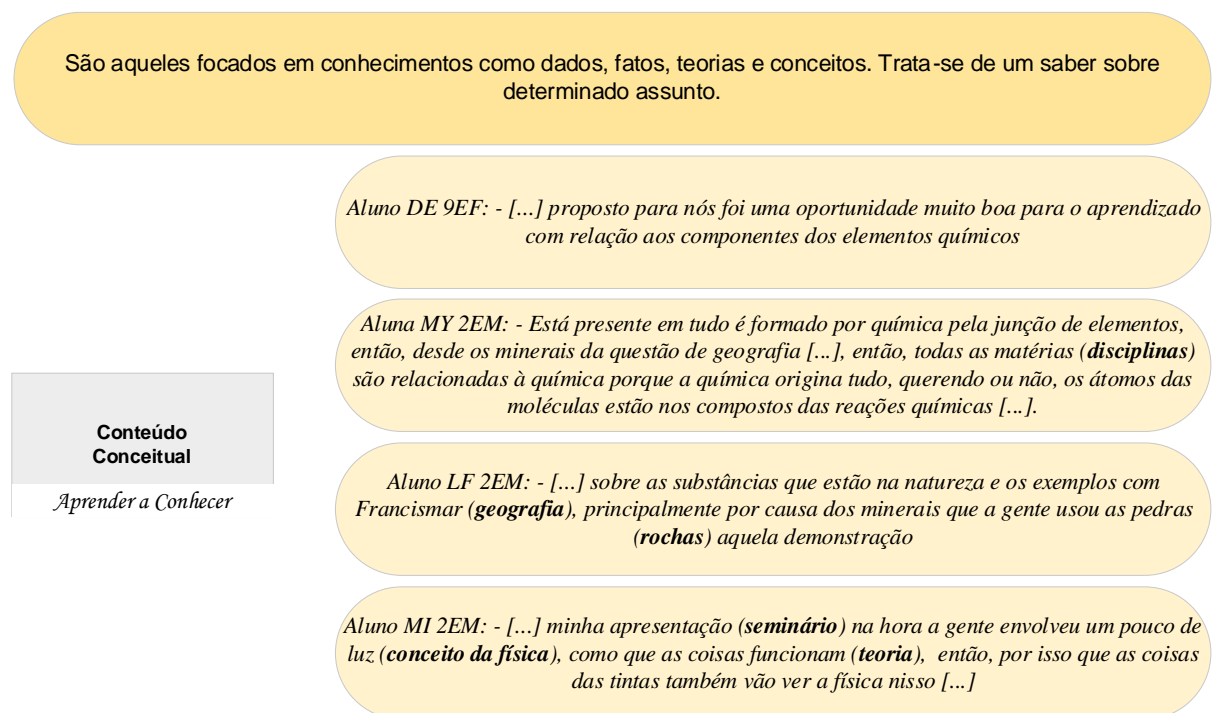 São aqueles focados em conhecimentos como dados, fatos, teorias e conceitos. Trata-se de um saber sobre
determinado assunto.
Aluno DE 9EF: - [...] proposto para nós foi uma oportunidade muito boa para o aprendizado
com relação aos componentes dos elementos químicos
Aluna MY 2EM: - Está presente em tudo é formado por química pela junção de elementos,
então, desde os minerais da questão de geografia [...], então, todas as matérias (disciplinas)
são relacionadas à química porque a química origina tudo, querendo ou não, os átomos das
moléculas estão nos compostos das reações químicas [...].
Conteúdo
Conceitual
Aprender a Conhecer
Aluno LF 2EM: - [...] sobre as substâncias que estão na natureza e os exemplos com
Francismar (geografia), principalmente por causa dos minerais que a gente usou as pedras
(rochas) aquela demonstração
Aluno MI 2EM: - [...] minha apresentação (seminário) na hora a gente envolveu um pouco de
luz (conceito da física), como que as coisas funcionam (teoria), então, por isso que as coisas
das tintas também vão ver a física nisso [...]